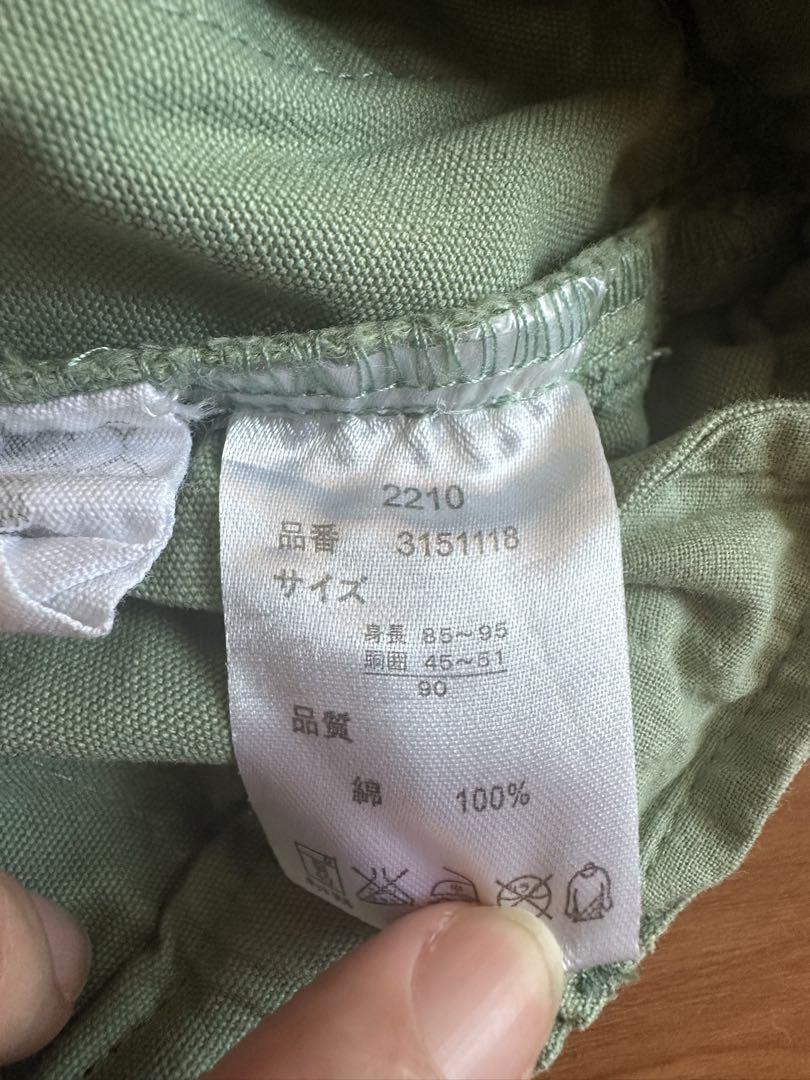 2210
品番 3151118
サイズ
身長 85～95
胴囲 45～51
90
品質
綿 100%